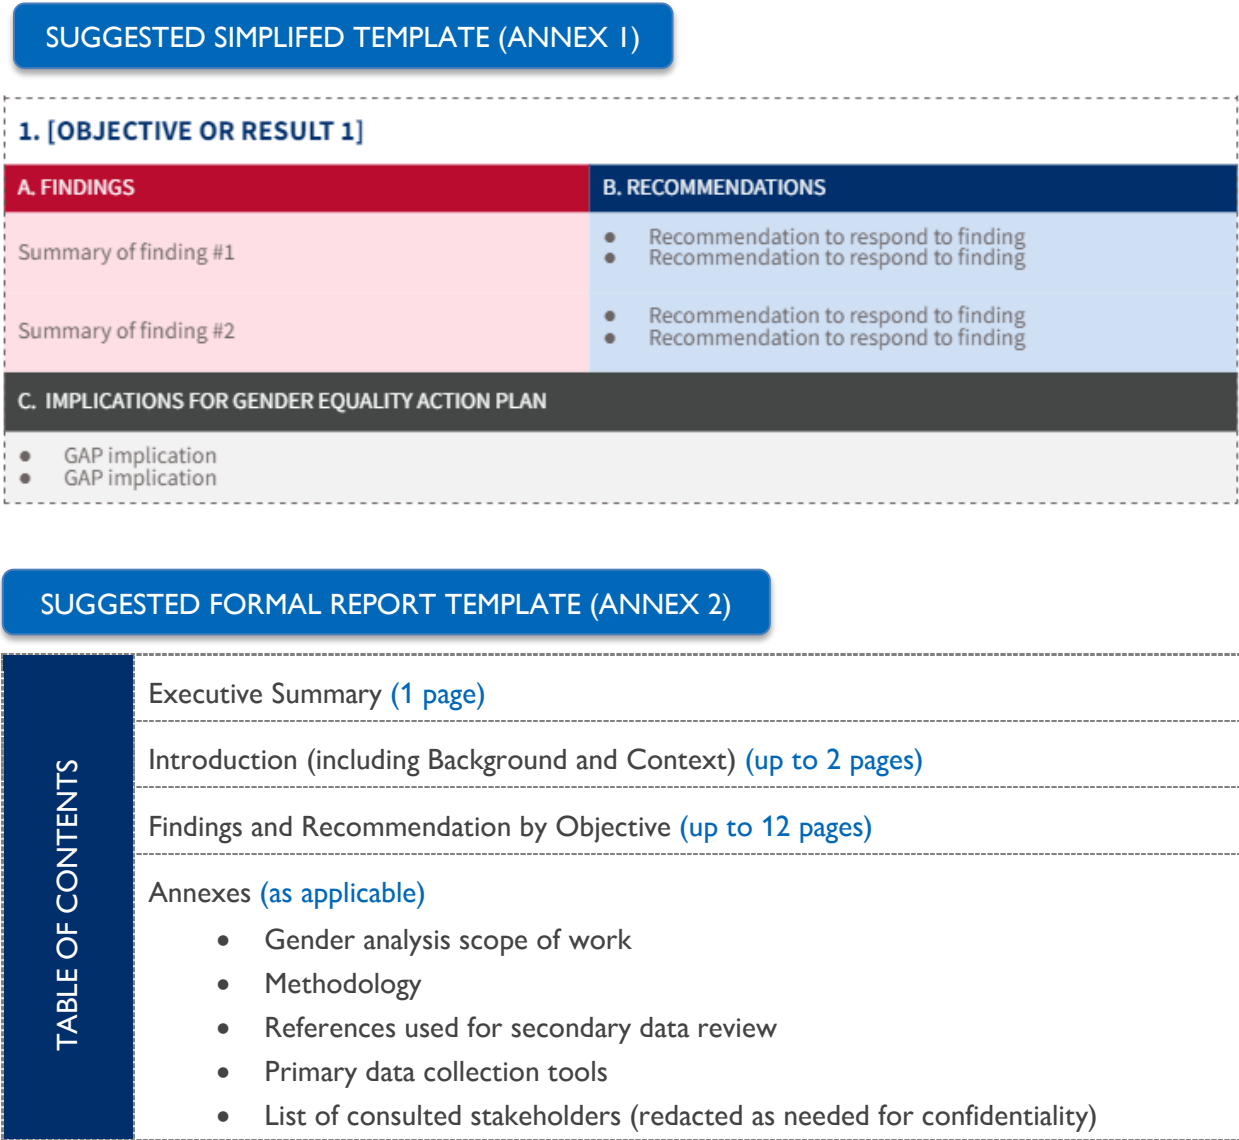 SUGGESTED SIMPLIFED TEMPLATE (ANNEX 1)
1. [OBJECTIVE OR RESULT 1]
A. FINDINGS
B. RECOMMENDATIONS
Summary of finding #1
● Recommendation to respond to finding
● Recommendation to respond to finding
Summary of finding #2
● Recommendation to respond to finding
● Recommendation to respond to finding
C. IMPLICATIONS FOR GENDER EQUALITY ACTION PLAN
● GAP implication
● GAP implication
SUGGESTED FORMAL REPORT TEMPLATE (ANNEX 2)
TABLE OF CONTENTS
Executive Summary (1 page)
Introduction (including Background and Context) (up to 2 pages)
Findings and Recommendation by Objective (up to 12 pages)
Annexes (as applicable)
• Gender analysis scope of work
• Methodology
• References used for secondary data review
• Primary data collection tools
• List of consulted stakeholders (redacted as needed for confidentiality)